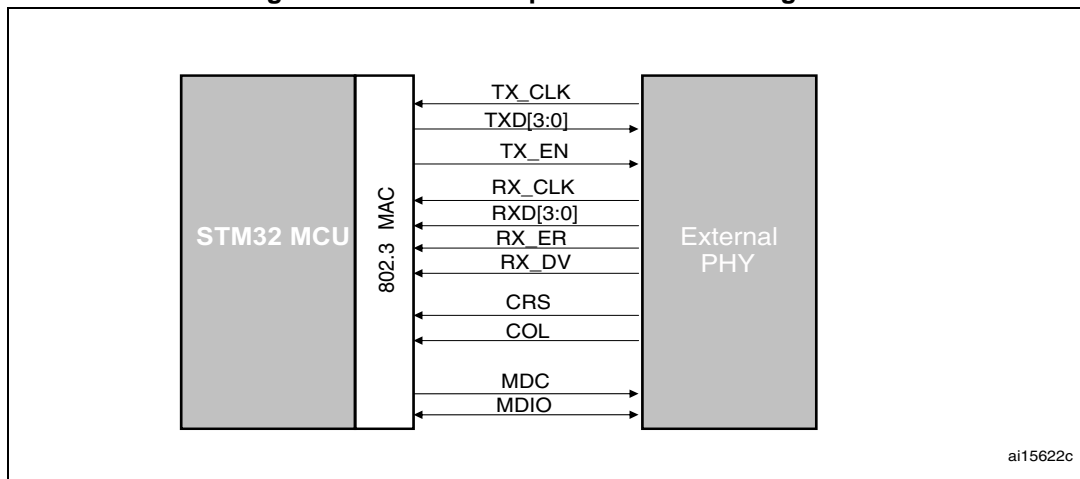 TX_CLK
TXD[3:0]
TX_EN
RX_CLK
RXD[3:0]
RX_ER
RX_DV
CRS
COL
MDC
MDIO
STM32 MCU
802.3 MAC
External
PHY
ai15622c